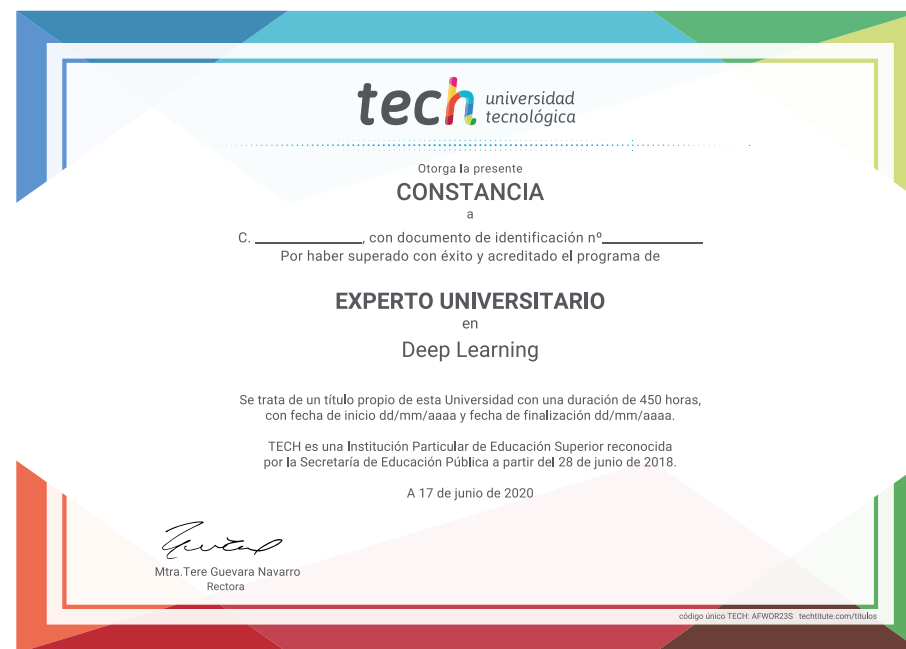 tech universidad
tecnológica
Otorga la presente
CONSTANCIA
a
C. ____________, con documento de identificación nº____________
Por haber superado con éxito y acreditado el programa de
EXPERTO UNIVERSITARIO
en
Deep Learning
Se trata de un título propio de esta Universidad con una duración de 450 horas,
con fecha de inicio dd/mm/aaaa y fecha de finalización dd/mm/aaaa.
TECH es una Institución Particular de Educación Superior reconocida
por la Secretaría de Educación Pública a partir del 28 de junio de 2018.
A 17 de junio de 2020
Mtra.Tere Guevara Navarro
Rectora
código único TECH: AFWOR23S techtitute.com/titulos